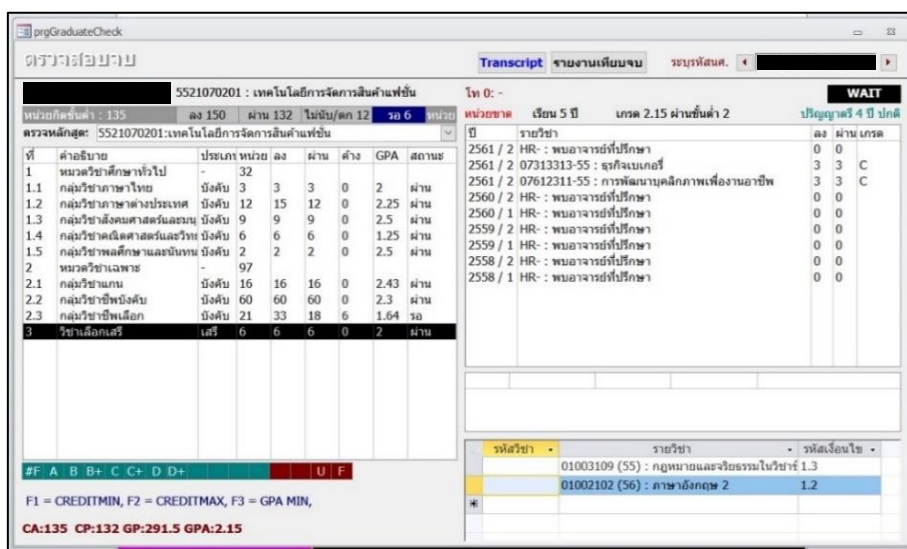 prgGraduateCheck
ตรวจสอบจบ
Transcript รายงานเทียบจบ ระบุรหัสนศ.
5521070201 : เทคโนโลยีการจัดการสินค้าแฟชั่น
โท 0: -
WAIT
หน่วยกิตขั้นต่ำ : 135 ลง 150 ผ่าน 132 ไม่นับ/ตก 12 รอ 6 หน่วย
หน่วยขาด เรียน 5 ปี เกรด 2.15 ผ่านขั้นต่ำ 2 ปริญญาตรี 4 ปี ปกติ
ตรวจหลักสูตร: 5521070201:เทคโนโลยีการจัดการสินค้าแฟชั่น
ที่ คำอธิบาย ประเภท หน่วย ลง ผ่าน ค้าง GPA สถานะ
1 หมวดวิชาศึกษาทั่วไป - 32
1.1 กลุ่มวิชาภาษาไทย บังคับ 3 3 3 0 2 ผ่าน
1.2 กลุ่มวิชาภาษาต่างประเทศ บังคับ 12 15 12 0 2.25 ผ่าน
1.3 กลุ่มวิชาสังคมศาสตร์และมนุ บังคับ 9 9 9 0 2.5 ผ่าน
1.4 กลุ่มวิชาคณิตศาสตร์และวิทย บังคับ 6 6 6 0 1.25 ผ่าน
1.5 กลุ่มวิชาพลศึกษาและนันทน บังคับ 2 2 2 0 2.5 ผ่าน
2 หมวดวิชาเฉพาะ - 97
2.1 กลุ่มวิชาแกน บังคับ 16 16 16 0 2.43 ผ่าน
2.2 กลุ่มวิชาชีพบังคับ บังคับ 60 60 60 0 2.3 ผ่าน
2.3 กลุ่มวิชาชีพเลือก บังคับ 21 33 18 6 1.64 รอ
3 วิชาเลือกเสรี เสรี 6 6 6 0 2 ผ่าน
#F A B B+ C C+ D D+ U F
F1 = CREDITMIN, F2 = CREDITMAX, F3 = GPA MIN,
CA:135 CP:132 GP:291.5 GPA:2.15
ปี รายวิชา ลง ผ่าน เกรด
2561 / 2 HR- : พบอาจารย์ที่ปรึกษา 0 0
2561 / 2 07313313-55 : ธุรกิจเบเกอรี่ 3 3 C
2561 / 2 07612311-55 : การพัฒนาบุคลิกภาพเพื่องานอาชีพ 3 3 C
2560 / 2 HR- : พบอาจารย์ที่ปรึกษา 0 0
2560 / 1 HR- : พบอาจารย์ที่ปรึกษา 0 0
2559 / 2 HR- : พบอาจารย์ที่ปรึกษา 0 0
2559 / 1 HR- : พบอาจารย์ที่ปรึกษา 0 0
2558 / 2 HR- : พบอาจารย์ที่ปรึกษา 0 0
2558 / 1 HR- : พบอาจารย์ที่ปรึกษา 0 0
รหัสวิชา รายวิชา รหัสเงื่อนไข
01003109 (55) : กฎหมายและจริยธรรมในวิชาชี 1.3
01002102 (56) : ภาษาอังกฤษ 2 1.2